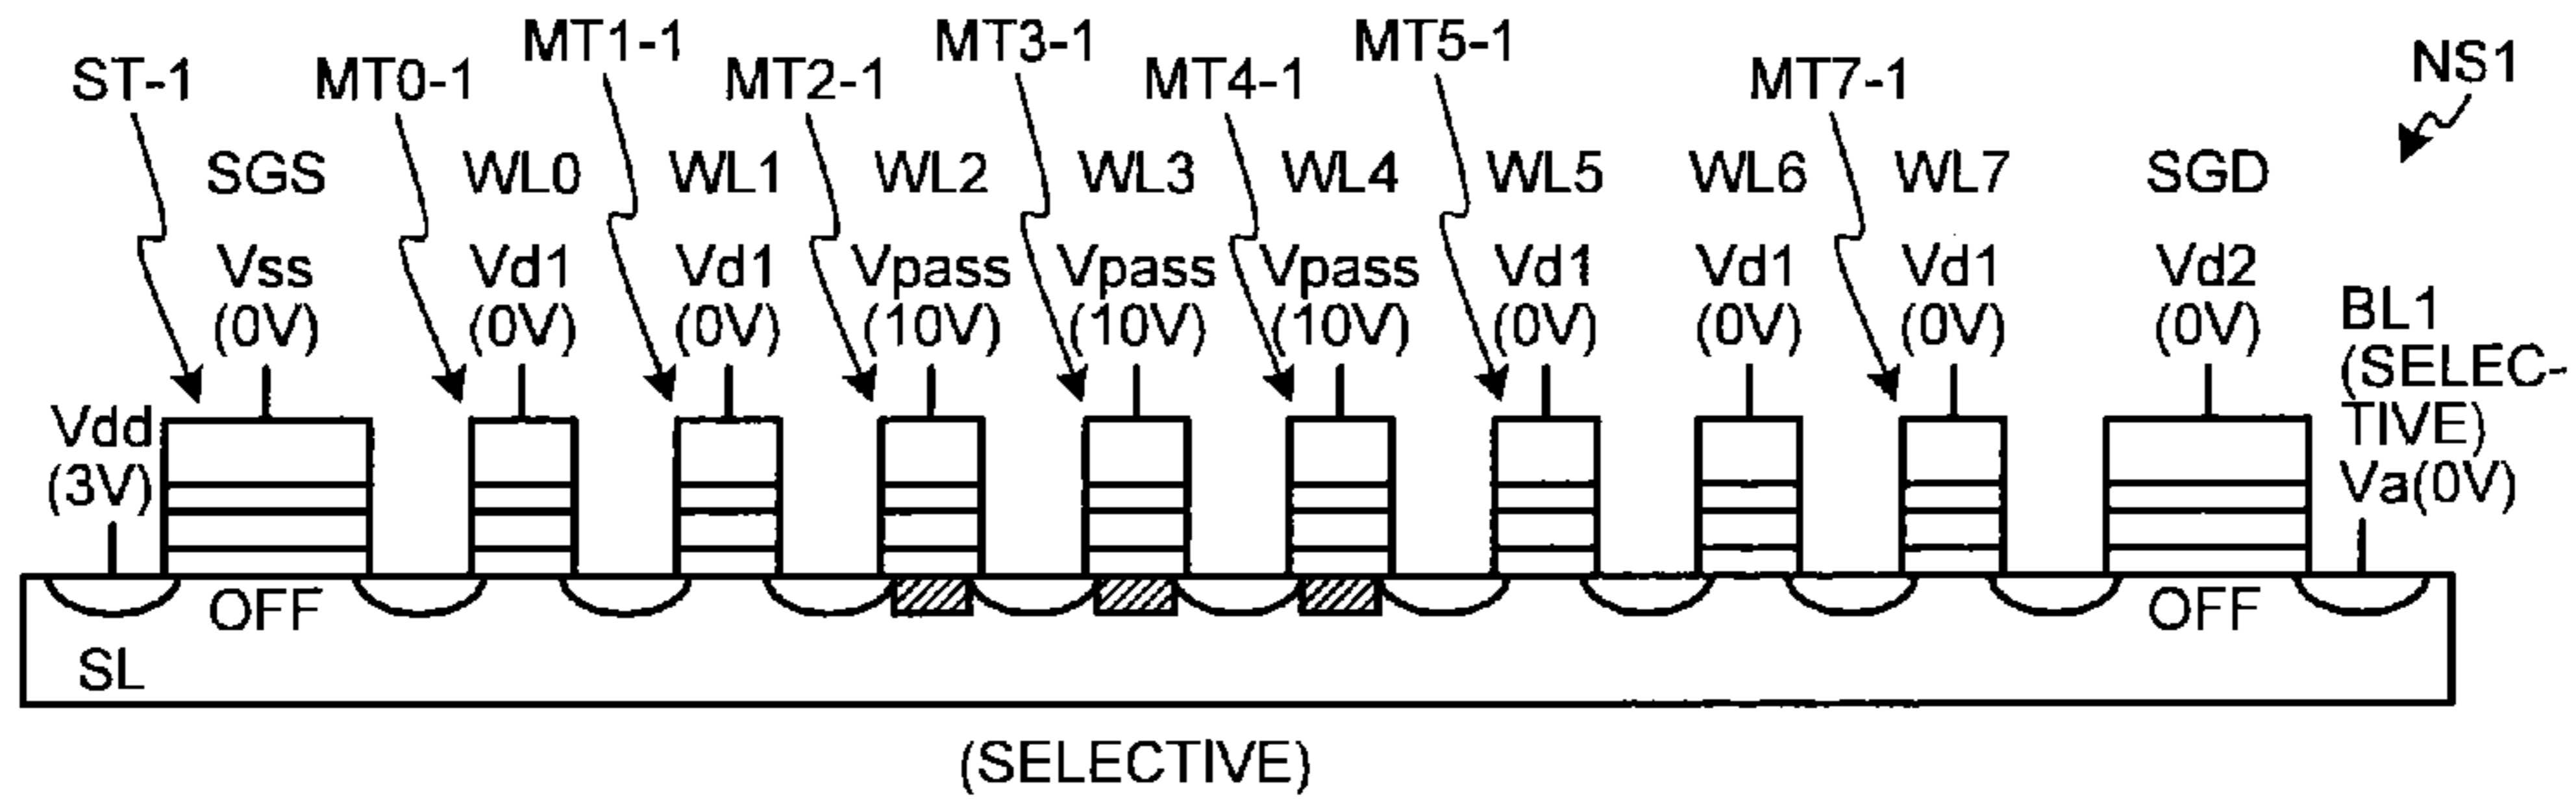 MT1-1 MT3-1 MT5-1 NS1
ST-1 MT0-1 MT2-1 MT4-1 MT7-1
SGS WL0 WL1 WL2 WL3 WL4 WL5 WL6 WL7 SGD
Vss Vd1 Vd1 Vpass Vpass Vpass Vd1 Vd1 Vd1 Vd2
(0V) (0V) (0V) (10V) (10V) (10V) (0V) (0V) (0V) (0V)
BL1
(SELEC-
TIVE)
Va(0V)
Vdd
(3V)
OFF OFF
SL
(SELECTIVE)